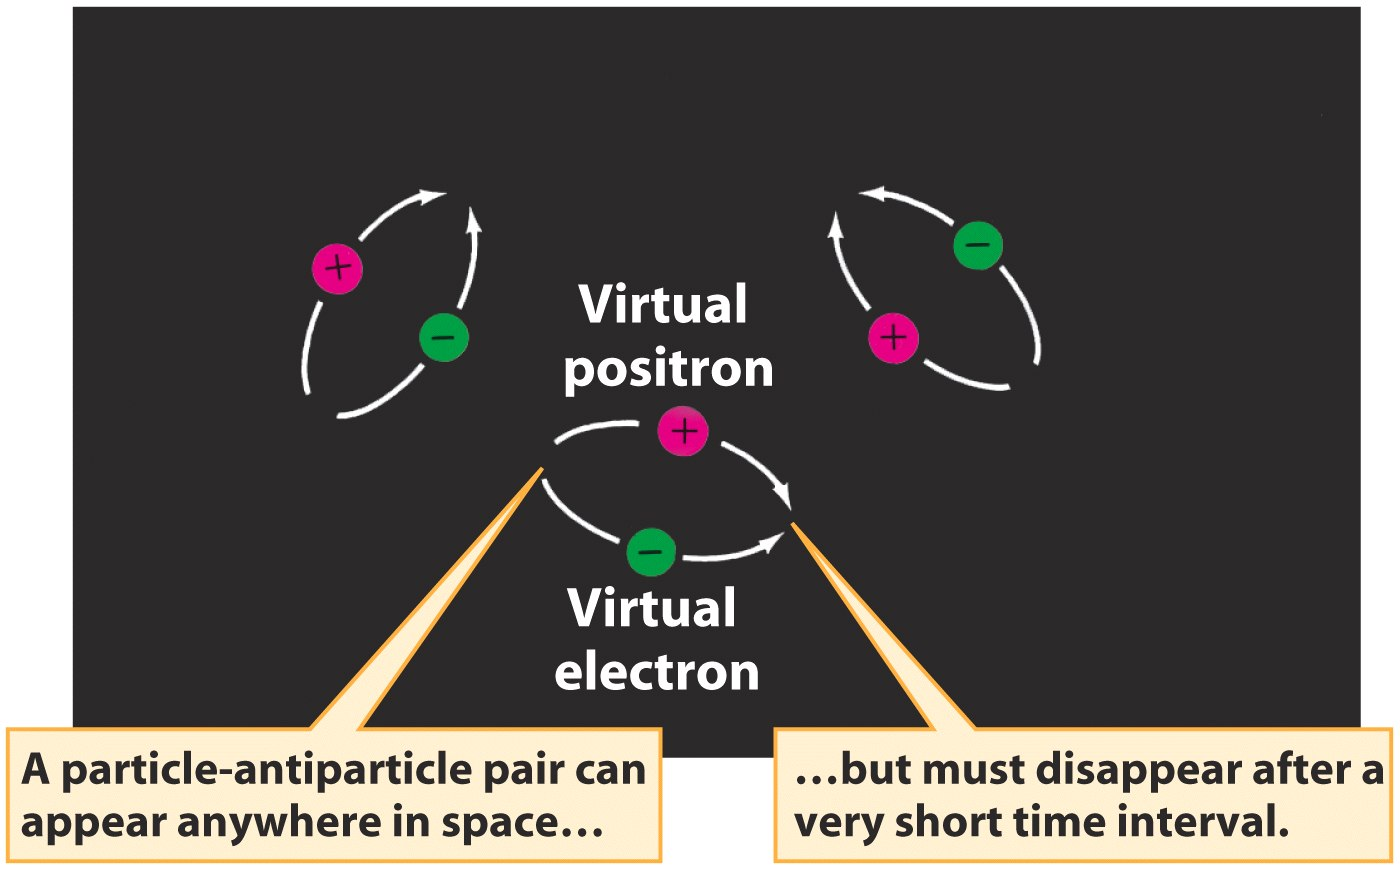 +
−
−
+
Virtual
positron
+
−
Virtual
electron
A particle-antiparticle pair can
appear anywhere in space…
…but must disappear after a
very short time interval.